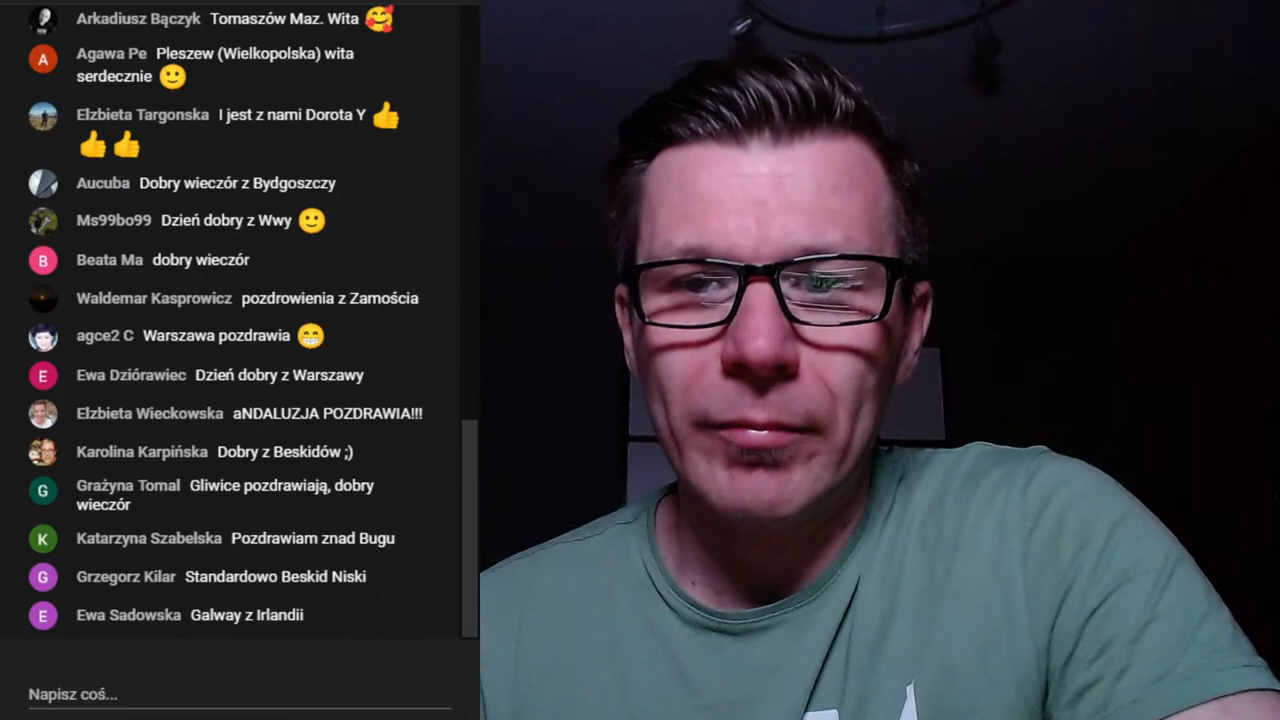 Arkadiusz Bączyk Tomaszów Maz. Wita 🥰
Agawa Pe Pleszew (Wielkopolska) wita
serdecznie 🙂
Elzbieta Targonska I jest z nami Dorota Y 👍
👍👍
Aucuba Dobry wieczór z Bydgoszczy
Ms99bo99 Dzień dobry z Wwy 🙂
Beata Ma dobry wieczór
Waldemar Kasprowicz pozdrowienia z Zamościa
agce2 C Warszawa pozdrawia 😁
Ewa Dziórawiec Dzień dobry z Warszawy
Elzbieta Wieckowska aNDALUZJA POZDRAWIA!!!
Karolina Karpińska Dobry z Beskidów ;)
Grażyna Tomal Gliwice pozdrawiają, dobry
wieczór
Katarzyna Szabelska Pozdrawiam znad Bugu
Grzegorz Kilar Standardowo Beskid Niski
Ewa Sadowska Galway z Irlandii
Napisz coś...